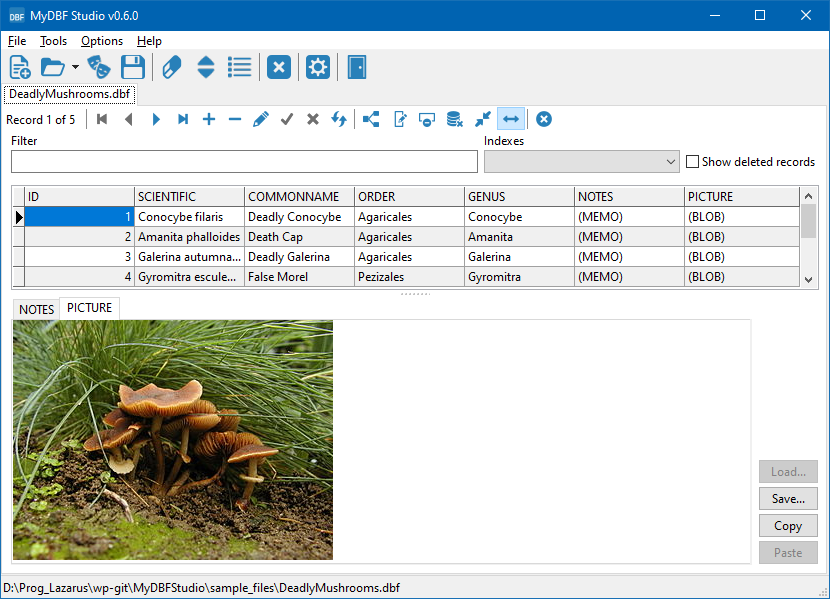 DBF MyDBF Studio v0.6.0
File Tools Options Help
DeadlyMushrooms.dbf
Record 1 of 5
Filter Indexes
Show deleted records
ID SCIENTIFIC COMMONNAME ORDER GENUS NOTES PICTURE
1 Conocybe filaris Deadly Conocybe Agaricales Conocybe (MEMO) (BLOB)
2 Amanita phalloides Death Cap Agaricales Amanita (MEMO) (BLOB)
3 Galerina autumna... Deadly Galerina Agaricales Galerina (MEMO) (BLOB)
4 Gyromitra escule... False Morel Pezizales Gyromitra (MEMO) (BLOB)
NOTES PICTURE
Load...
Save...
Copy
Paste
D:\Prog_Lazarus\wp-git\MyDBFStudio\sample_files\DeadlyMushrooms.dbf